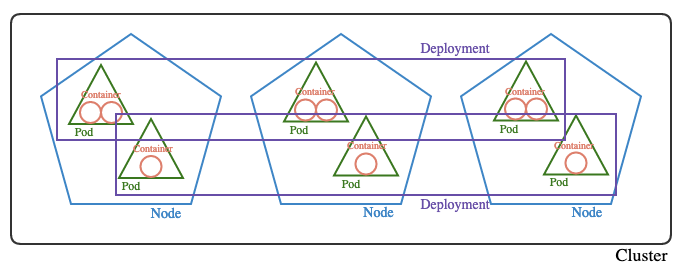 Deployment
Container
Container
Container
Pod
Pod
Pod
Container
Container
Container
Pod
Pod
Pod
Deployment
Node
Node
Node
Cluster